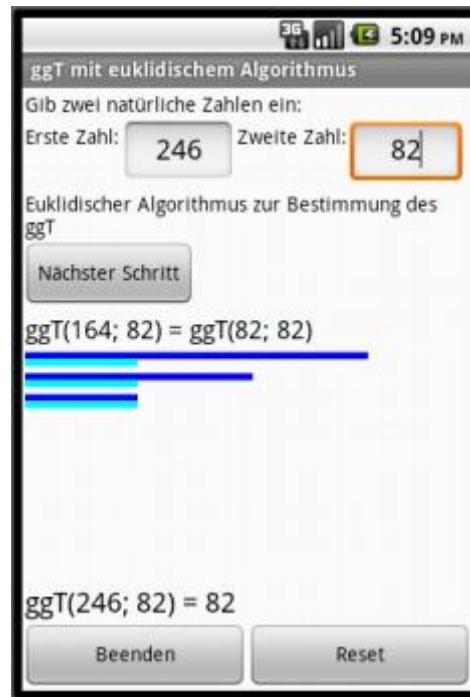 3G 5:09 PM
ggT mit euklidischem Algorithmus
Gib zwei natürliche Zahlen ein:
Erste Zahl: 246 Zweite Zahl: 82
Euklidischer Algorithmus zur Bestimmung des
ggT
Nächster Schritt
ggT(164; 82) = ggT(82; 82)
ggT(246; 82) = 82
Beenden Reset